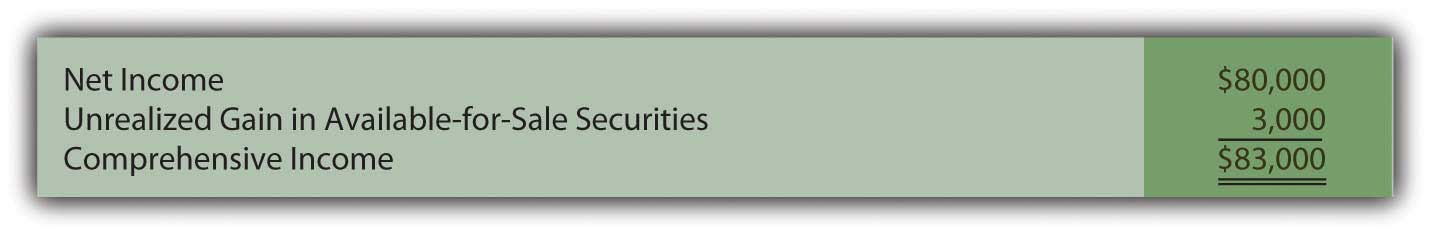 Net Income $80,000
Unrealized Gain in Available-for-Sale Securities 3,000
Comprehensive Income $83,000